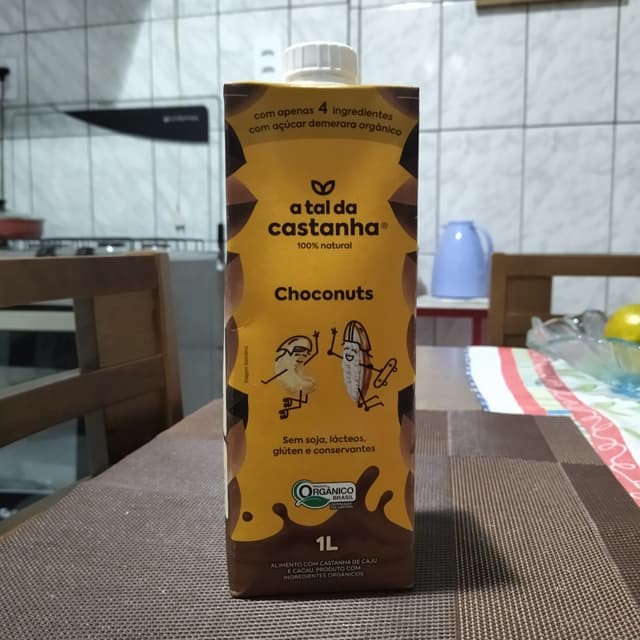 com apenas 4 ingredientes
com açúcar demerara orgânico
a tal da
castanha®
100% natural
Choconuts
Sem soja, lácteos,
glúten e conservantes
ORGÂNICO
BRASIL
1L
ALIMENTO COM CASTANHA DE CAJU
E CACAU. PRODUTO COM
INGREDIENTES ORGÂNICOS